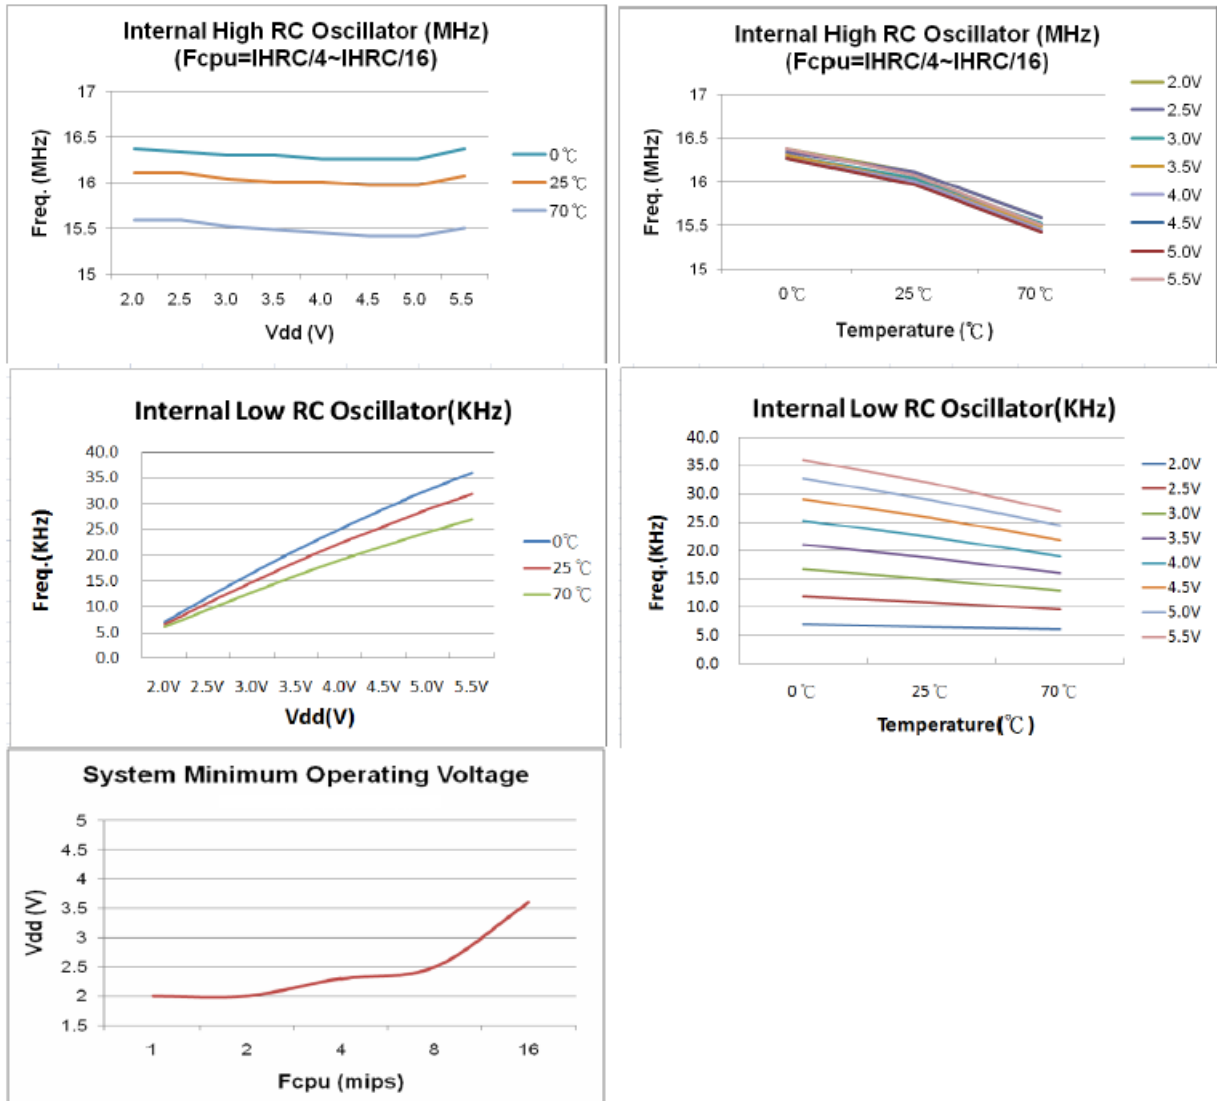 Internal High RC Oscillator (MHz)
(Fcpu=IHRC/4~IHRC/16)
17
16.5
16
15.5
15
Freq. (MHz)
2.0 2.5 3.0 3.5 4.0 4.5 5.0 5.5
Vdd (V)
0℃
25℃
70℃
Internal High RC Oscillator (MHz)
(Fcpu=IHRC/4~IHRC/16)
17
16.5
16
15.5
15
Freq. (MHz)
0℃ 25℃ 70℃
Temperature (℃)
2.0V
2.5V
3.0V
3.5V
4.0V
4.5V
5.0V
5.5V
Internal Low RC Oscillator(KHz)
40.0
35.0
30.0
25.0
20.0
15.0
10.0
5.0
0.0
Freq.(KHz)
2.0V 2.5V 3.0V 3.5V 4.0V 4.5V 5.0V 5.5V
Vdd(V)
0℃
25℃
70℃
Internal Low RC Oscillator(KHz)
40.0
35.0
30.0
25.0
20.0
15.0
10.0
5.0
0.0
Freq.(KHz)
0℃ 25℃ 70℃
Temperature(℃)
2.0V
2.5V
3.0V
3.5V
4.0V
4.5V
5.0V
5.5V
System Minimum Operating Voltage
5
4.5
4
3.5
3
2.5
2
1.5
Vdd (V)
1 2 4 8 16
Fcpu (mips)